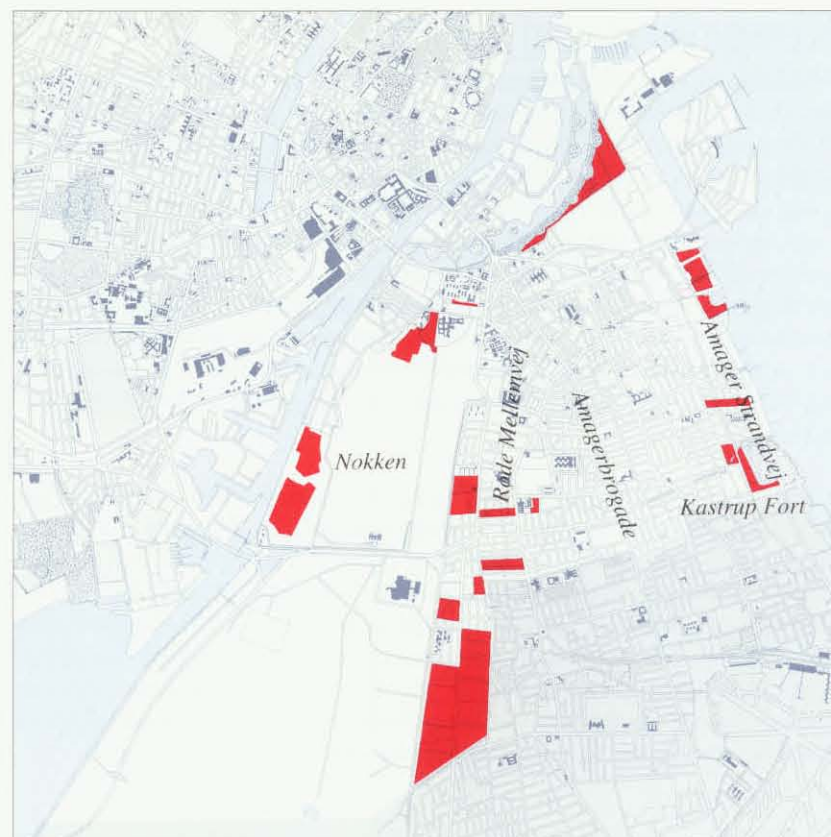 Nokken
Røde Mellemvej
Amagerbrogade
Amager Strandvej
Kastrup Fort